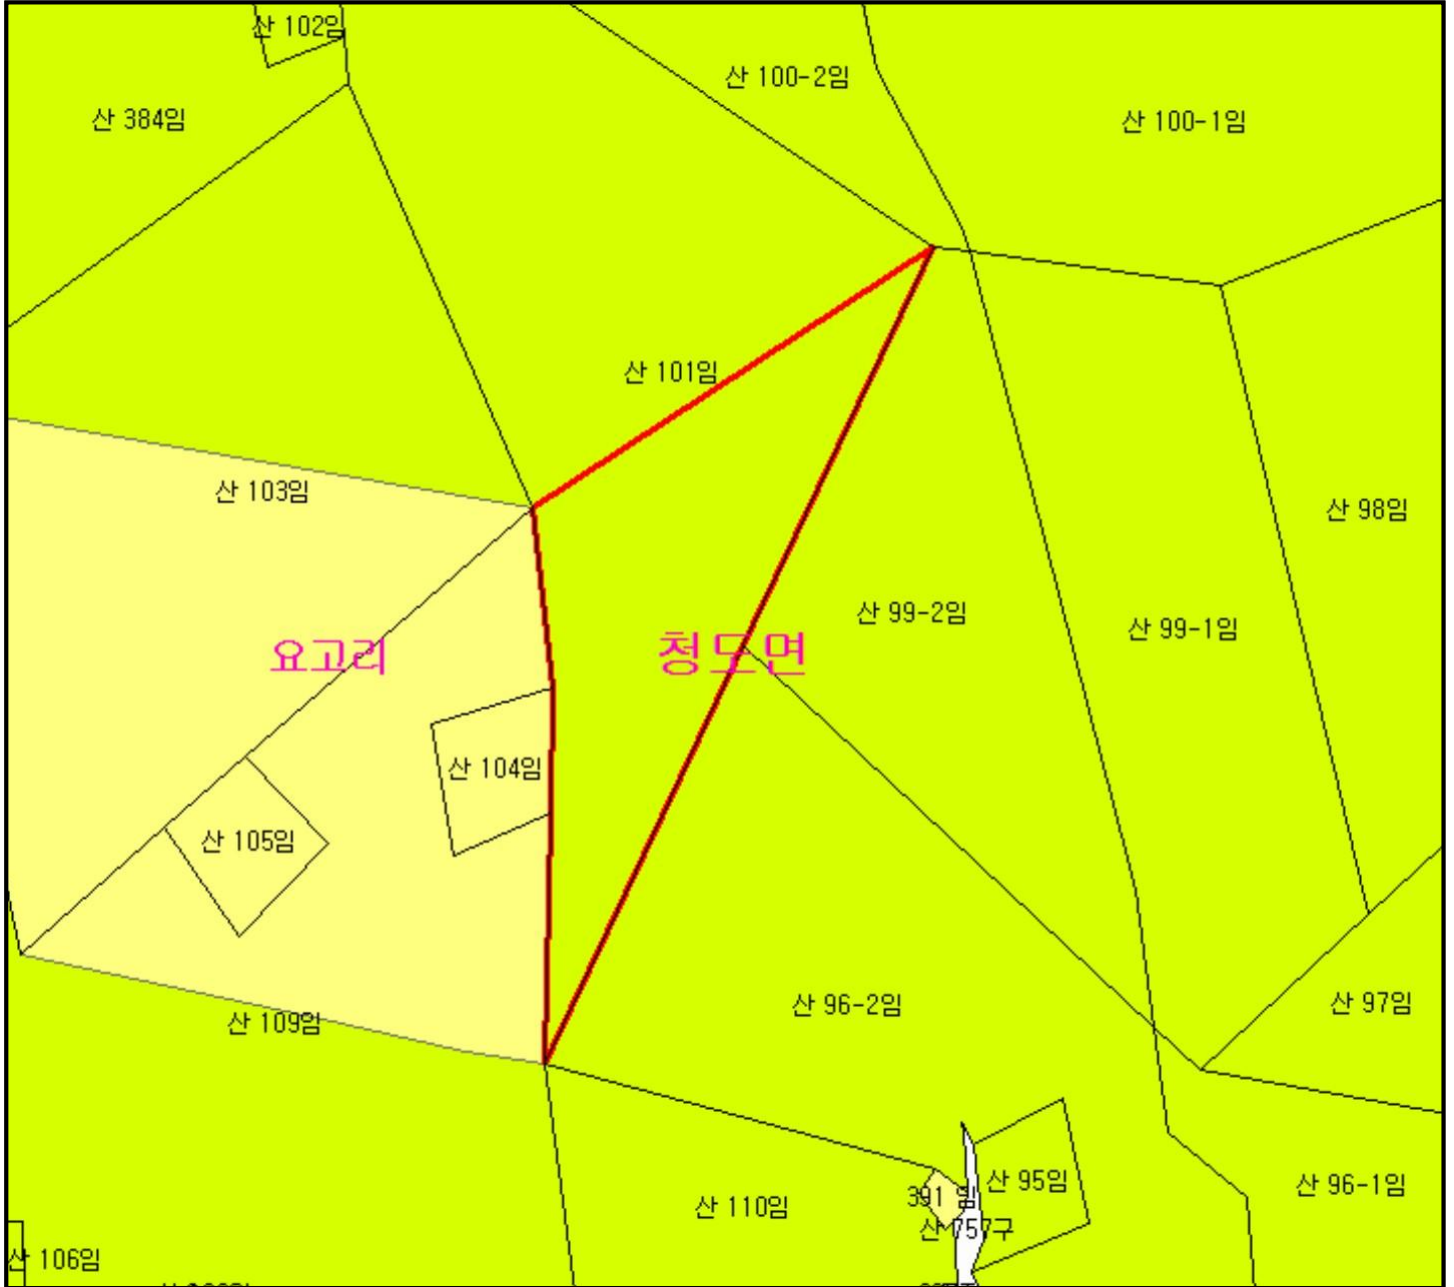 산 102임
산 100-2임
산 384임
산 100-1임
산 101임
산 103임
산 98임
산 99-2임
산 99-1임
요고리
청도면
산 104임
산 105임
산 97임
산 96-2임
산 109임
산 95임
산 96-1임
391 임
산 110임
산 757구
산 106임